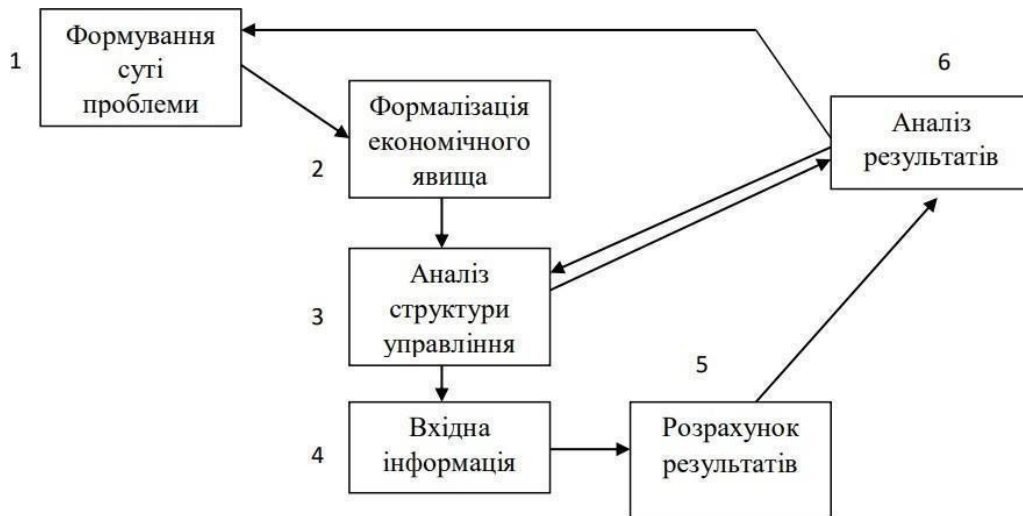 1
Формування
суті
проблеми
2
Формалізація
економічного
явища
3
Аналіз
структури
управління
4
Вхідна
інформація
5
Розрахунок
результатів
6
Аналіз
результатів